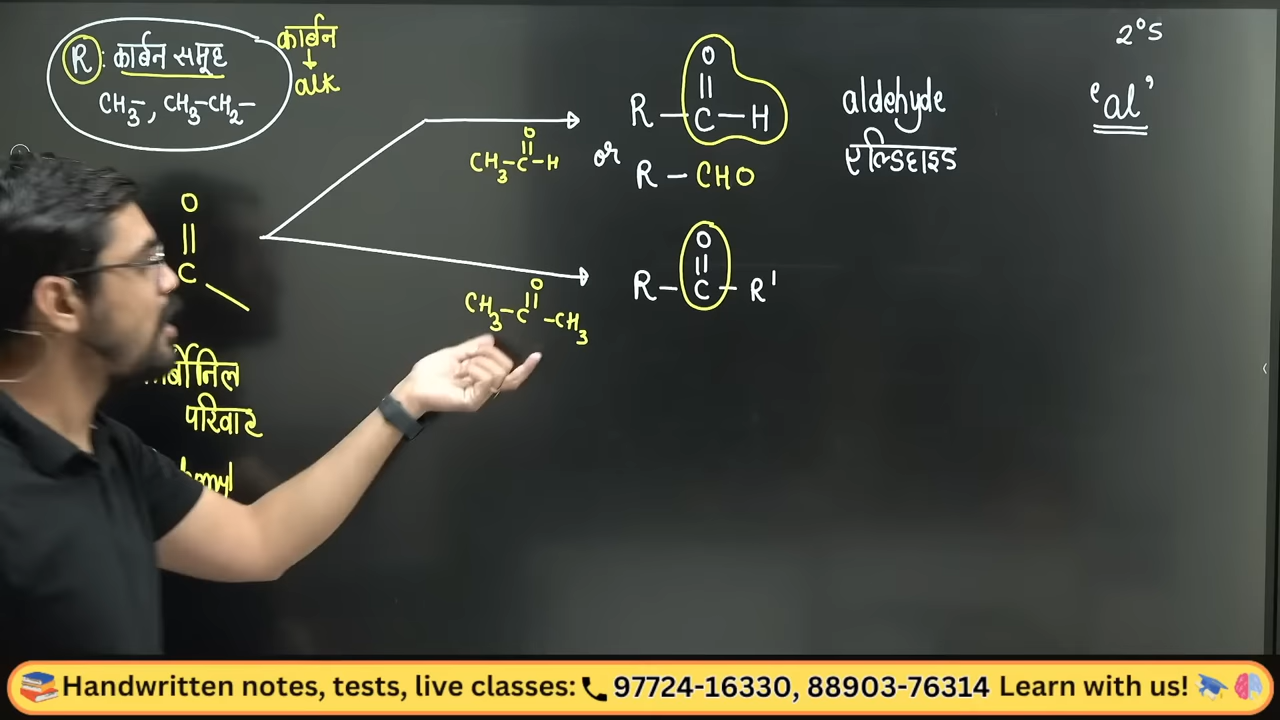 R : कार्बन समूह
CH₃–, CH₃–CH₂–
कार्बन
↓
alk
O
||
C
परिवार
O
||
CH₃–C–H
O
||
R–C–H
or
R – CHO
aldehyde
एल्डिहाइड
2°S
'al'
O
||
CH₃–C–CH₃
O
||
R–C–R'
Handwritten notes, tests, live classes: 97724-16330, 88903-76314 Learn with us!